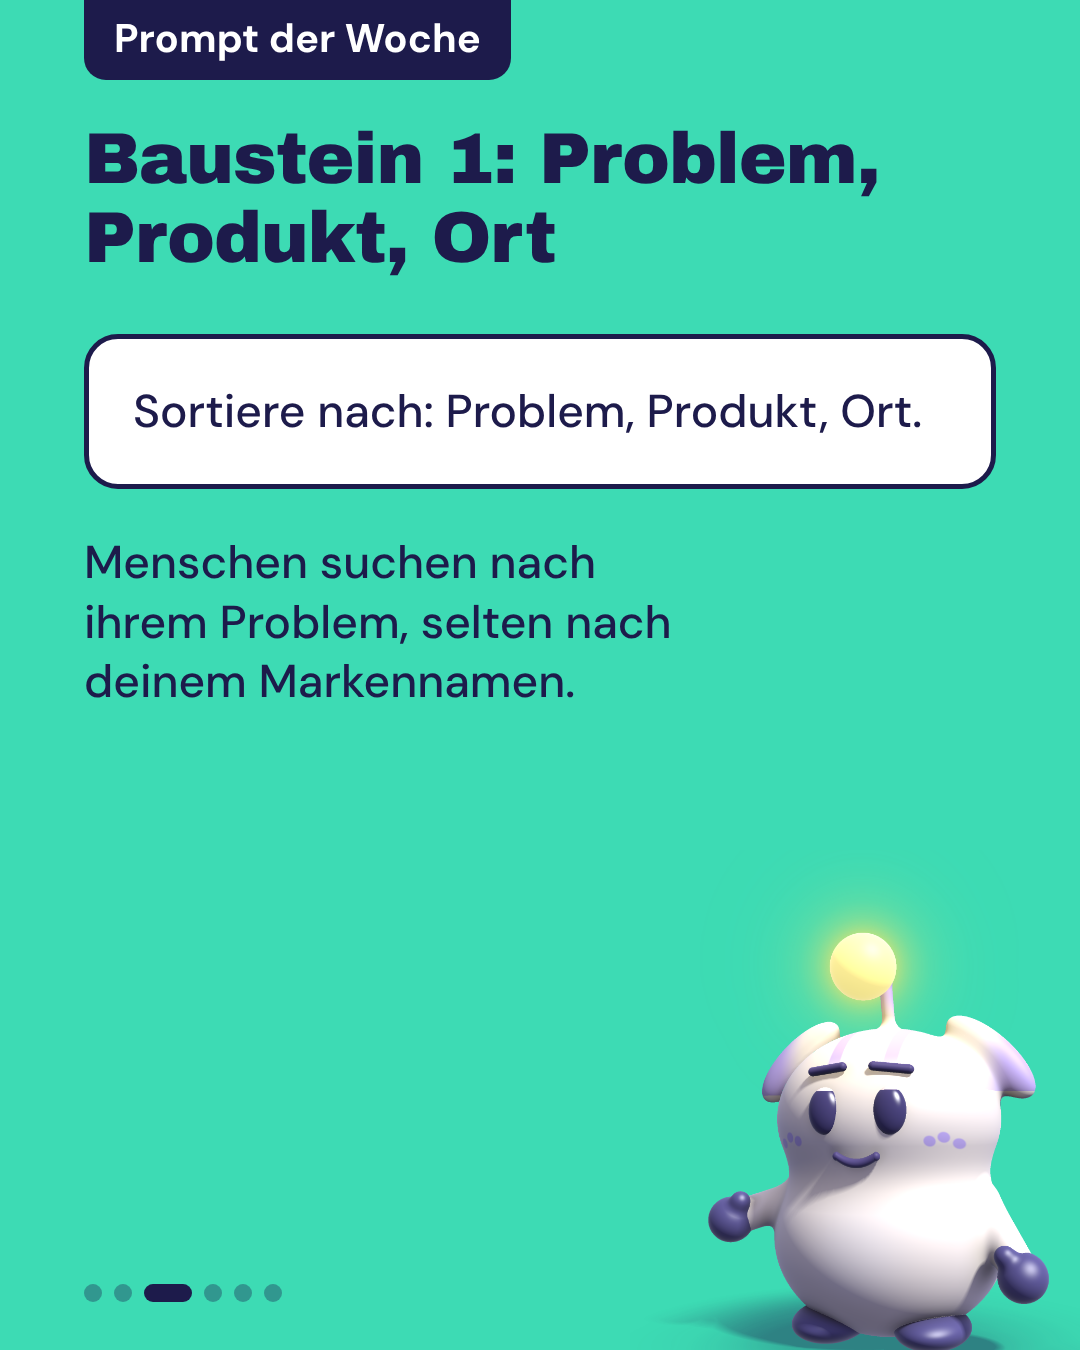 Prompt der Woche
Baustein 1: Problem,
Produkt, Ort
Sortiere nach: Problem, Produkt, Ort.
Menschen suchen nach
ihrem Problem, selten nach
deinem Markennamen.